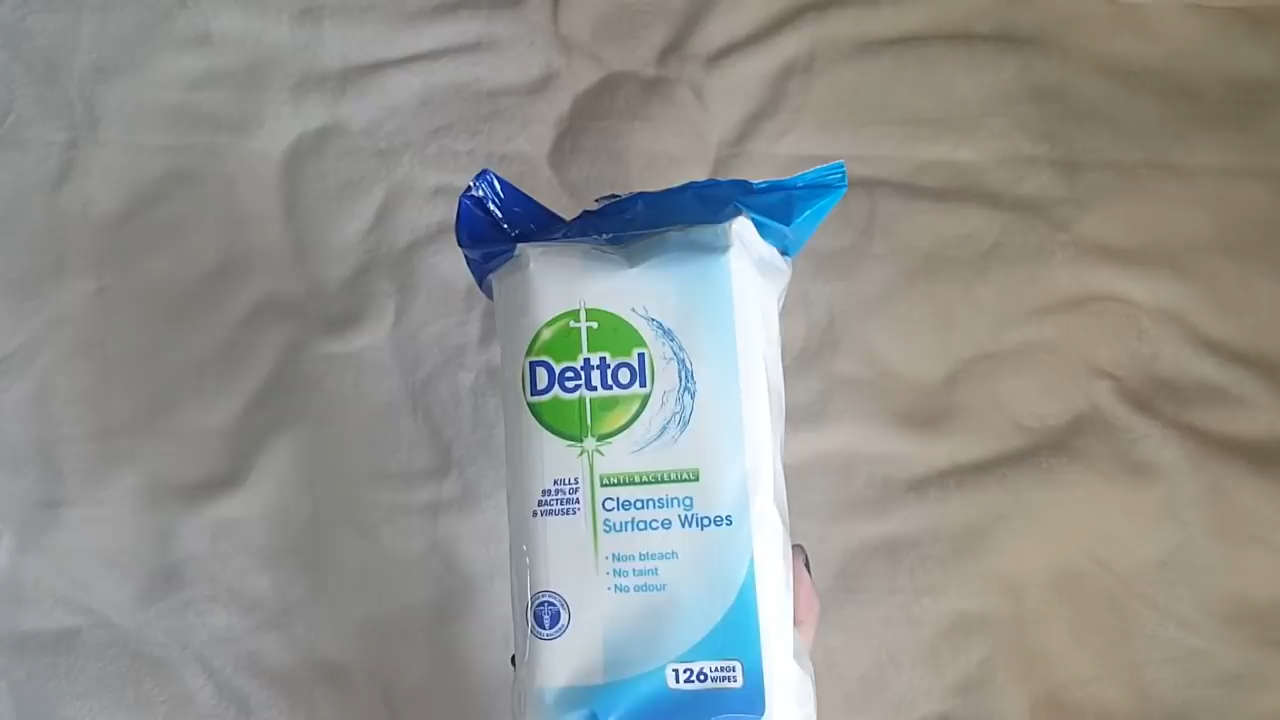 Dettol
KILLS
99.9% OF
BACTERIA
& VIRUSES*
ANTI-BACTERIAL
Cleansing
Surface Wipes
• Non bleach
• No taint
• No odour
126 LARGE
WIPES